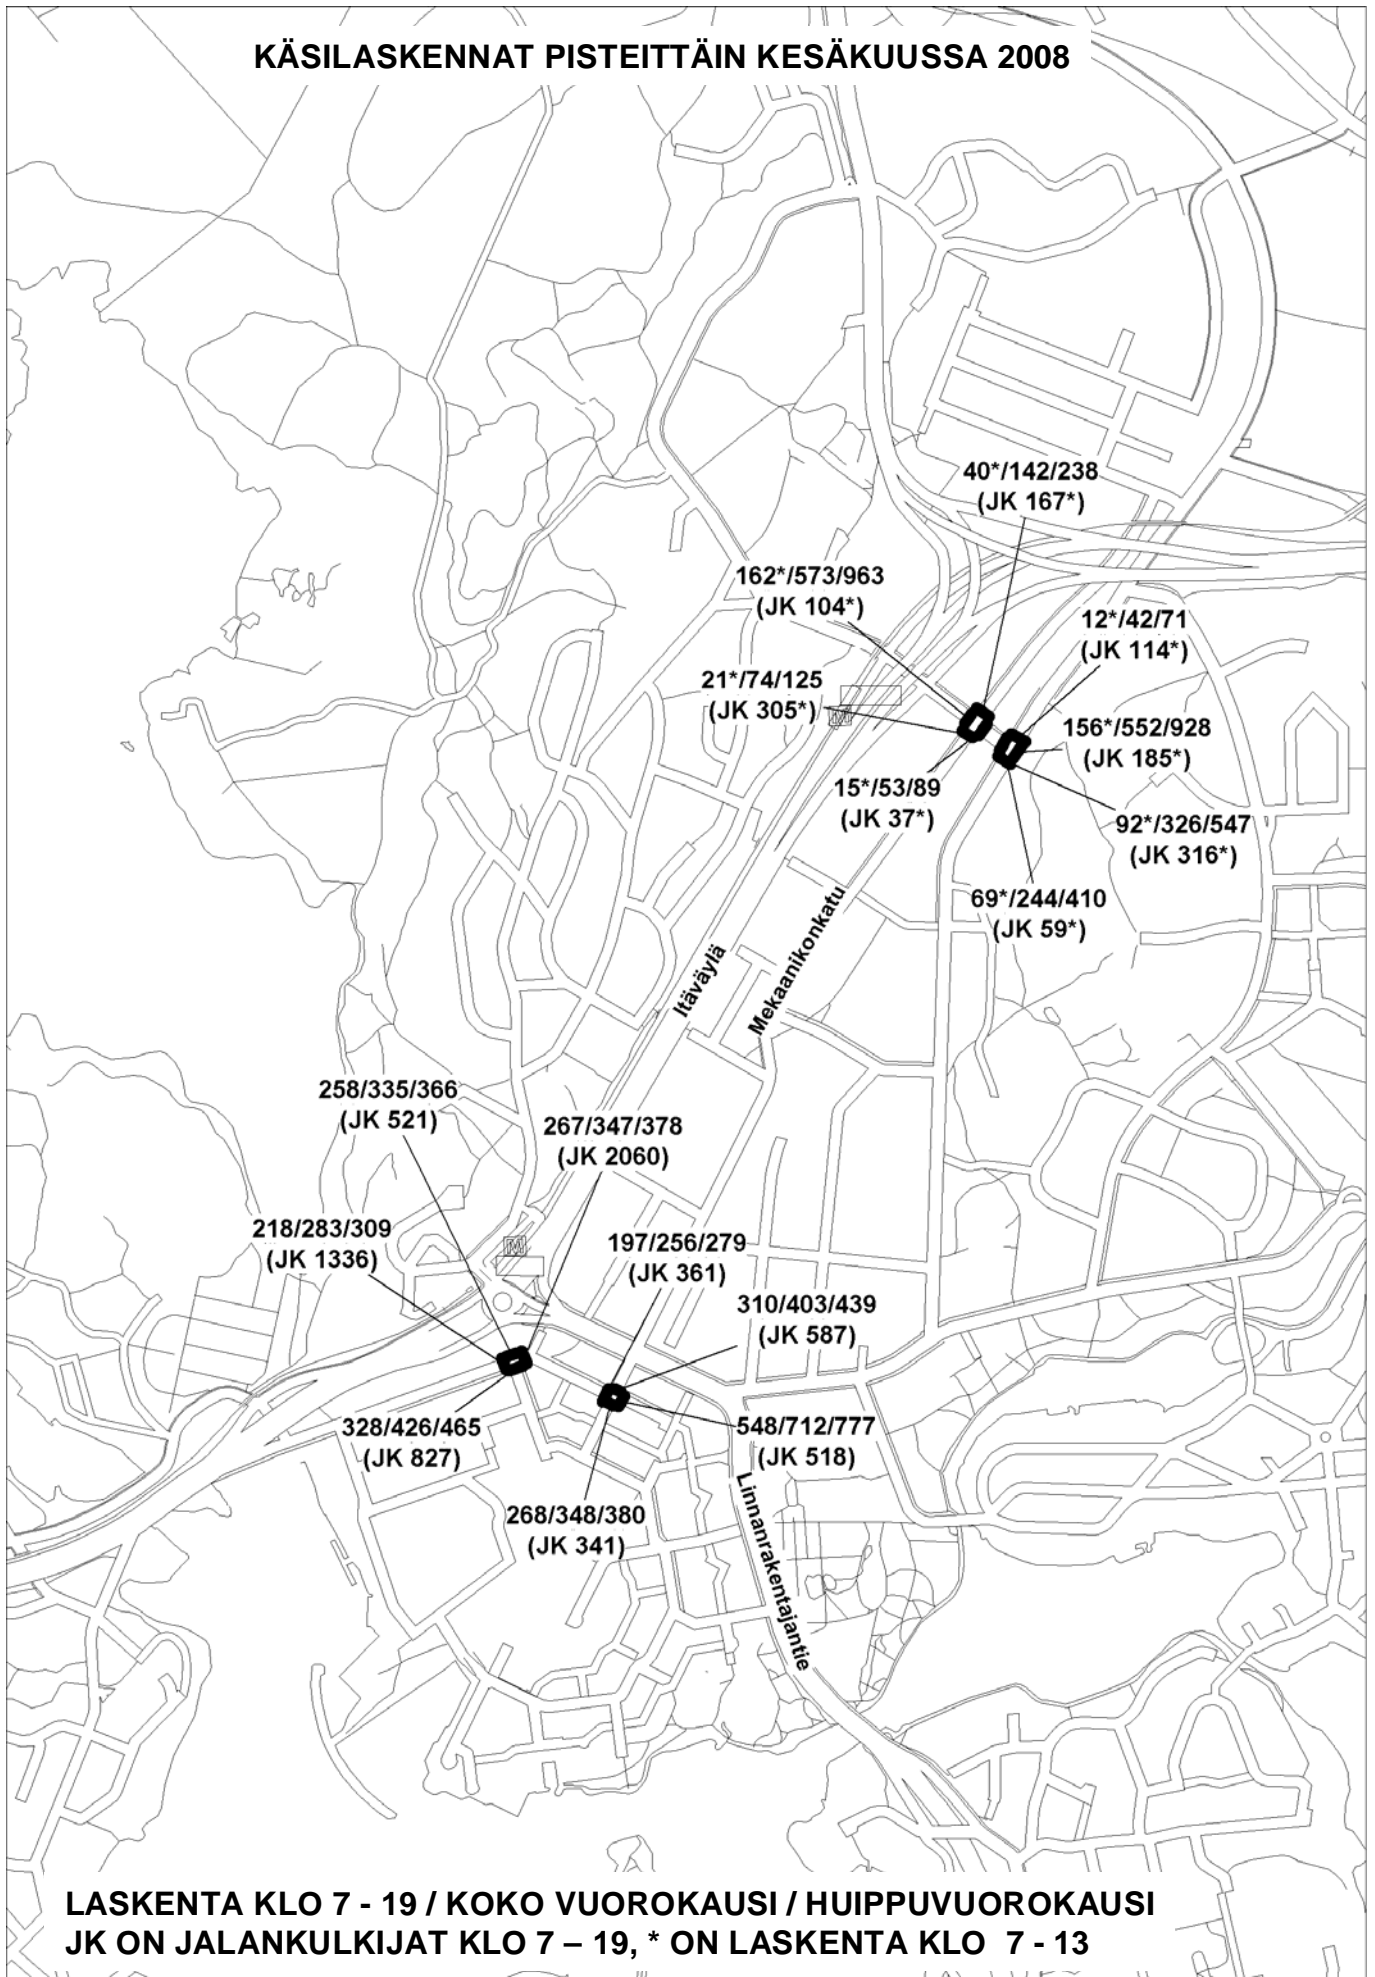 KÄSILASKENNAT PISTEITTÄIN KESÄKUUSSA 2008
40*/142/238
(JK 167*)
162*/573/963
(JK 104*)
12*/42/71
(JK 114*)
21*/74/125
(JK 305*)
M
156*/552/928
(JK 185*)
15*/53/89
(JK 37*)
92*/326/547
(JK 316*)
69*/244/410
(JK 59*)
Itäväylä
Mekaanikonkatu
258/335/366
(JK 521)
267/347/378
(JK 2060)
218/283/309
(JK 1336)
M
197/256/279
(JK 361)
310/403/439
(JK 587)
328/426/465
(JK 827)
548/712/777
(JK 518)
268/348/380
(JK 341)
Linnanrakentajantie
LASKENTA KLO 7 - 19 / KOKO VUOROKAUSI / HUIPPUVUOROKAUSI
JK ON JALANKULKIJAT KLO 7 – 19, * ON LASKENTA KLO 7 - 13